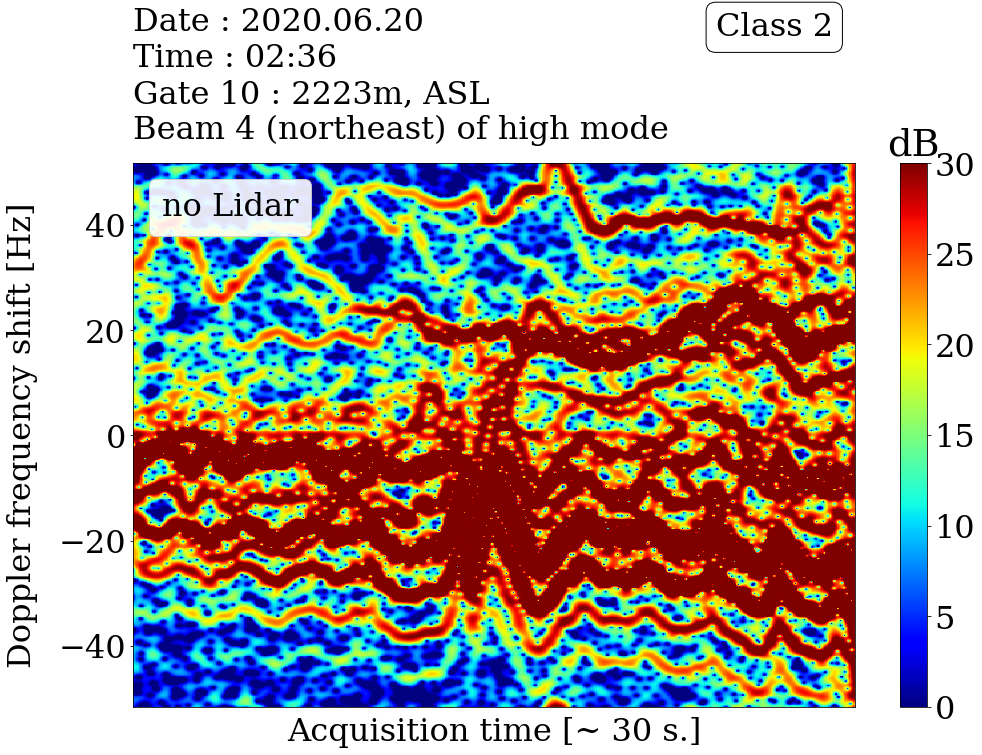 Date : 2020.06.20
Time : 02:36
Gate 10 : 2223m, ASL
Beam 4 (northeast) of high mode
Class 2
no Lidar
Doppler frequency shift [Hz]
40
20
0
−20
−40
Acquisition time [~ 30 s.]
dB
30
25
20
15
10
5
0